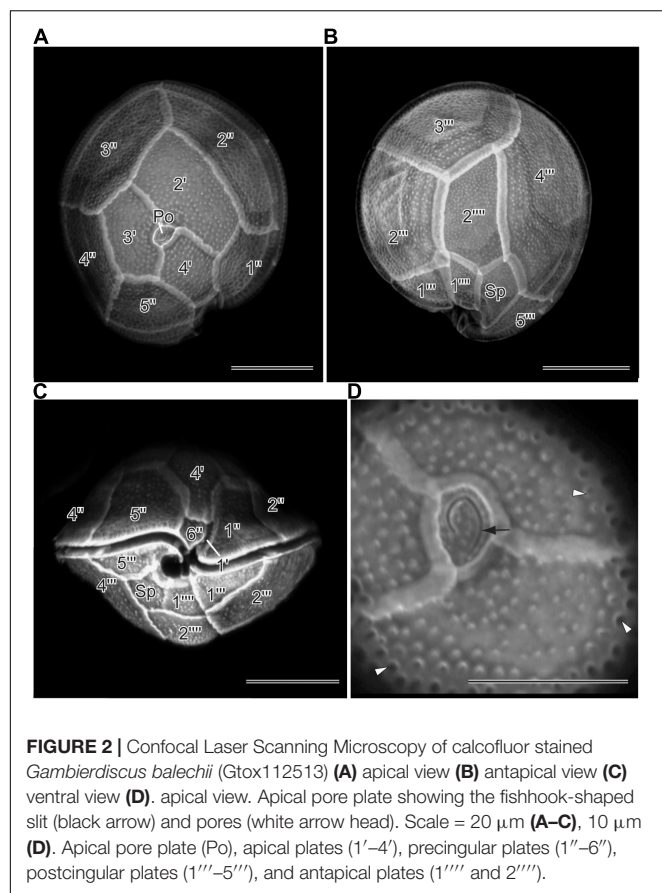 A
B
3''
2''
2'
Po
3'
4'
4''
1''
5''
3'''
4'''
2''''
2'''
1'''
1''''
Sp
5'''
C
D
4'
4''
5''
2''
1''
6''
1'
5'''
4'''
Sp
1''''
1'''
2'''
2''''
FIGURE 2 | Confocal Laser Scanning Microscopy of calcofluor stained
Gambierdiscus balechii (Gtox112513) (A) apical view (B) antapical view (C)
ventral view (D). apical view. Apical pore plate showing the fishhook-shaped
slit (black arrow) and pores (white arrow head). Scale = 20 μm (A–C), 10 μm
(D). Apical pore plate (Po), apical plates (1′–4′), precingular plates (1″–6″),
postcingular plates (1′′′–5′′′), and antapical plates (1′′′′ and 2′′′′).